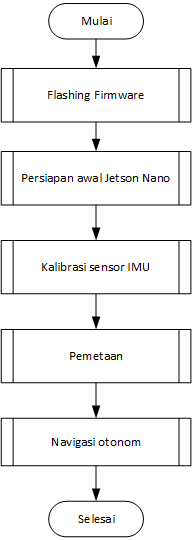 Mulai
Flashing Firmware
Persiapan awal Jetson Nano
Kalibrasi sensor IMU
Pemetaan
Navigasi otonom
Selesai